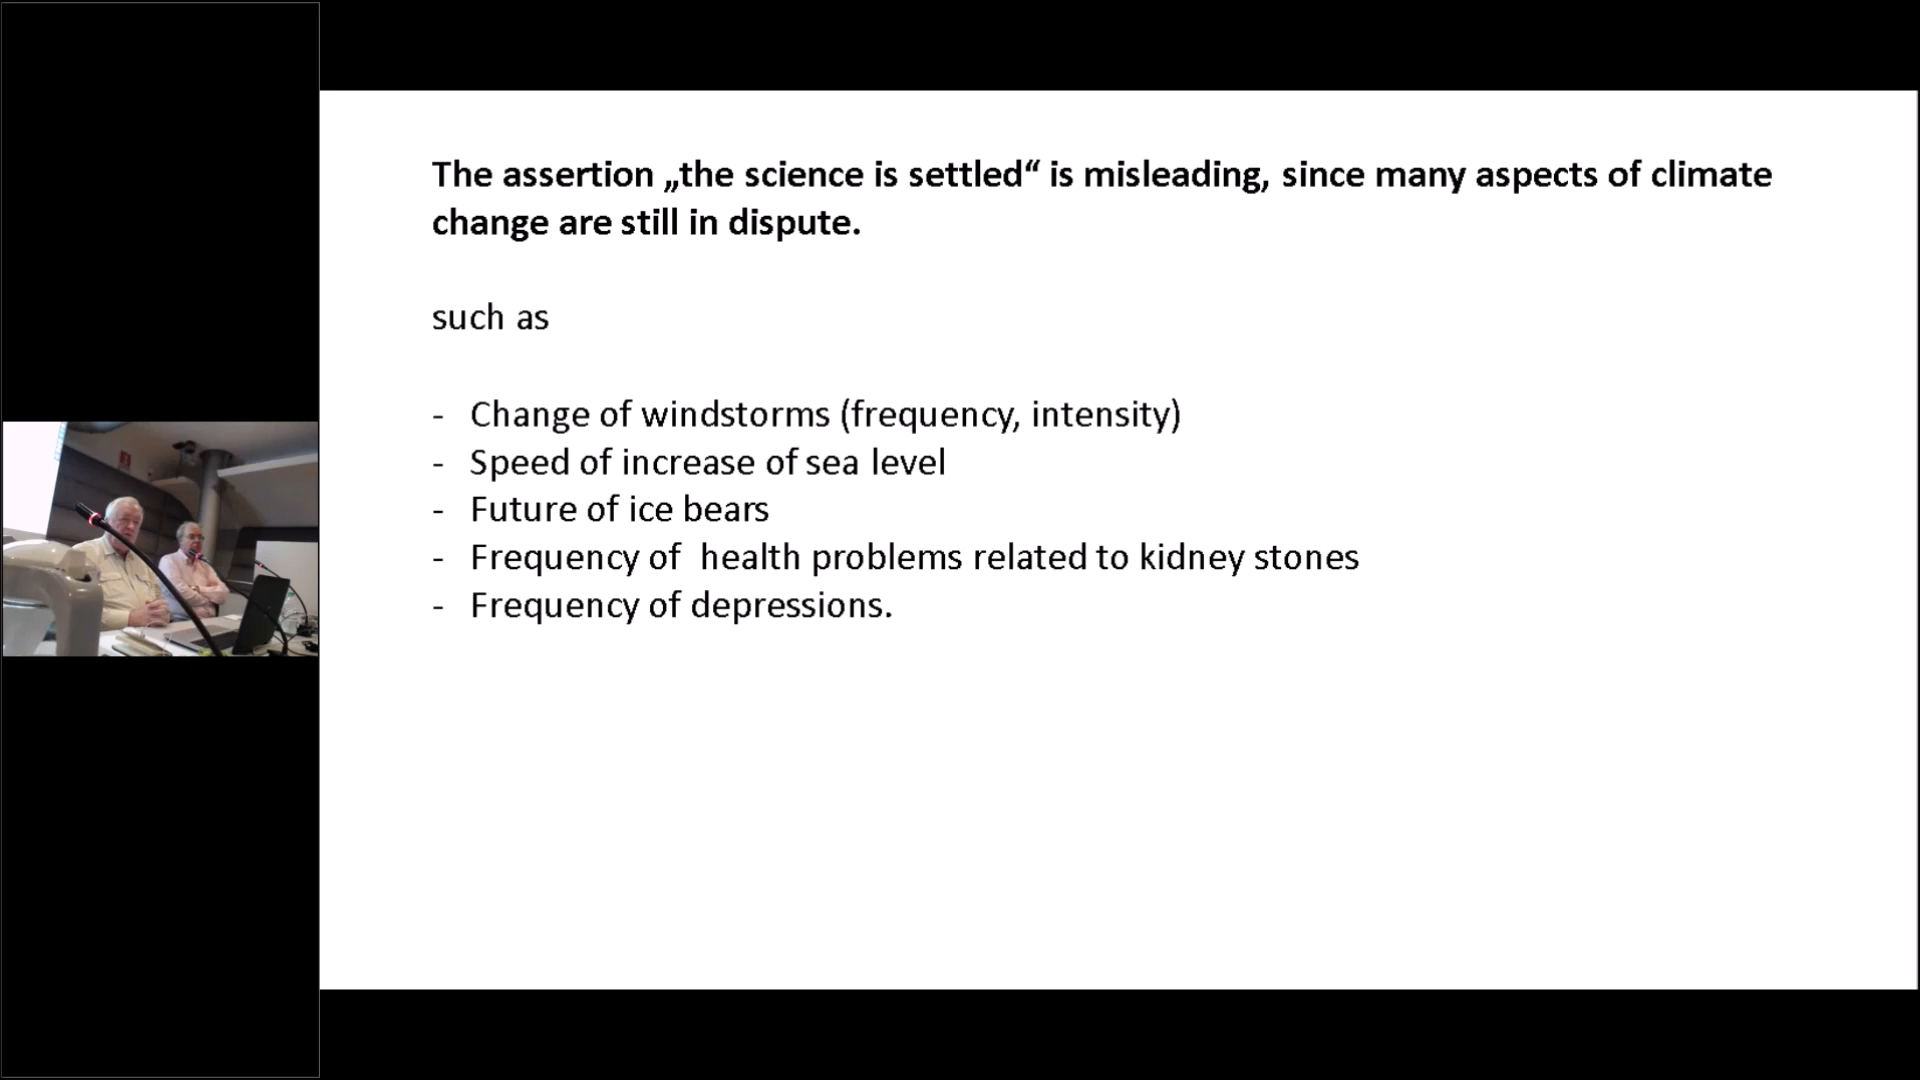 The assertion „the science is settled“ is misleading, since many aspects of climate
change are still in dispute.
such as
- Change of windstorms (frequency, intensity)
- Speed of increase of sea level
- Future of ice bears
- Frequency of  health problems related to kidney stones
- Frequency of depressions.